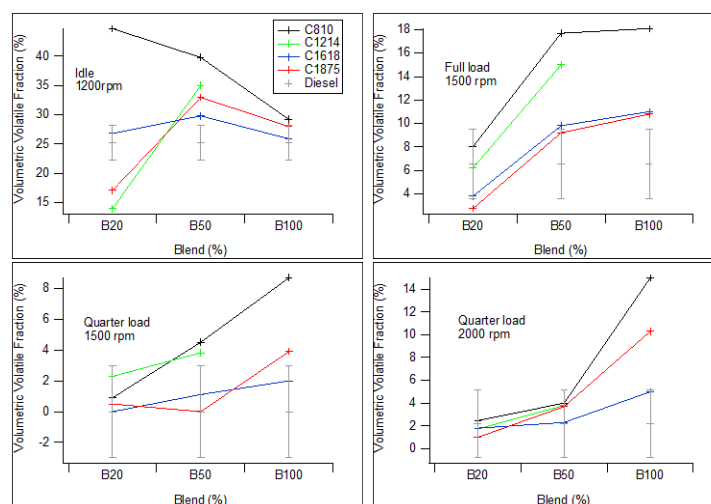 Volumetric Volatile Fraction (%)
40
35
30
25
20
15
Idle
1200rpm
C810
C1214
C1618
C1875
Diesel
B20
B50
B100
Blend (%)
Volumetric Volatile Fraction (%)
18
16
14
12
10
8
6
4
Full load
1500 rpm
B20
B50
B100
Blend (%)
Volumetric Volatile Fraction (%)
8
6
4
2
0
-2
Quarter load
1500 rpm
B20
B50
B100
Blend (%)
Volumetric Volatile Fraction (%)
14
12
10
8
6
4
2
0
Quarter load
2000 rpm
B20
B50
B100
Blend (%)